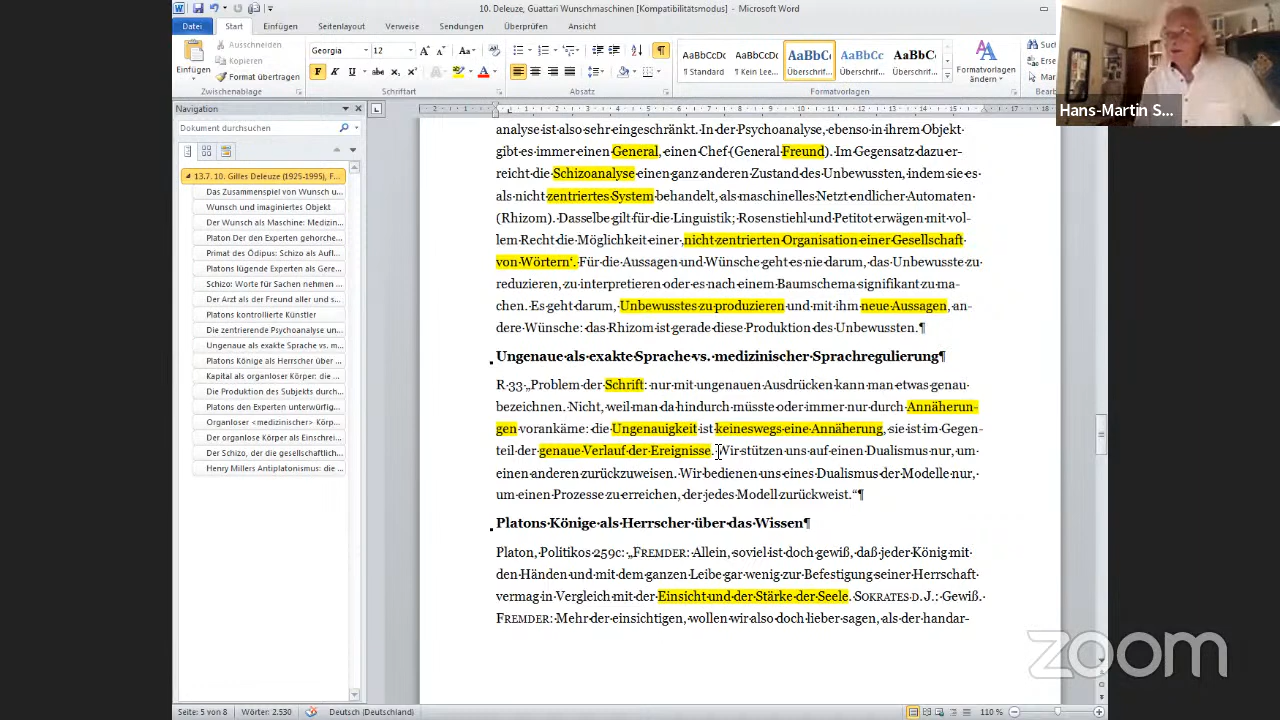 10. Deleuze, Guattari Wunschmaschinen [Kompatibilitätsmodus] - Microsoft Word
Datei Start Einfügen Seitenlayout Verweise Sendungen Überprüfen Ansicht
Einfügen
Ausschneiden
Kopieren
Format übertragen
Zwischenablage
Georgia 12
Schriftart
Absatz
AaBbCcDc AaBbCcDc AaBbC AaBbCc AaBbCc
¶ Standard ¶ Kein Lee... Überschrif... Überschrif... Überschrif...
Formatvorlagen ändern
Formatvorlagen
Hans-Martin S...
Navigation
Dokument durchsuchen
13.7. 10. Gilles Deleuze (1925-1995), F...
Das Zusammenspiel von Wunsch u...
Wunsch und imaginiertes Objekt
Der Wunsch als Maschine: Medizin...
Platon Der den Experten gehorche...
Primat des Ödipus: Schizo als Aufl...
Platons lügende Experten als Gere...
Schizo: Worte für Sachen nehmen
Der Arzt als der Freund aller und s...
Platons kontrollierte Künstler
Die zentrierende Psychoanalyse un...
Ungenaue als exakte Sprache vs. m...
Platons Könige als Herrscher über ...
Kapital als organloser Körper: die ...
Die Produktion des Subjekts durch...
Platons den Experten unterwürfig...
Organloser <medizinischer> Körp...
Der organlose Körper als Einschrei...
Der Schizo, der die gesellschaftlich...
Henry Millers Antiplatonismus: die ...
analyse ist also sehr eingeschränkt. In der Psychoanalyse, ebenso in ihrem Objekt
gibt es immer einen General, einen Chef (General Freund). Im Gegensatz dazu er-
reicht die Schizoanalyse einen ganz anderen Zustand des Unbewussten, indem sie es
als nicht zentriertes System behandelt, als maschinelles Netzt endlicher Automaten
(Rhizom). Dasselbe gilt für die Linguistik; Rosenstiehl und Petitot erwägen mit vol-
lem Recht die Möglichkeit einer ‚nicht zentrierten Organisation einer Gesellschaft
von Wörtern‘. Für die Aussagen und Wünsche geht es nie darum, das Unbewusste zu
reduzieren, zu interpretieren oder es nach einem Baumschema signifikant zu ma-
chen. Es geht darum, Unbewusstes zu produzieren und mit ihm neue Aussagen, an-
dere Wünsche: das Rhizom ist gerade diese Produktion des Unbewussten.¶
Ungenaue als exakte Sprache vs. medizinischer Sprachregulierung¶
R 33 „Problem der Schrift: nur mit ungenauen Ausdrücken kann man etwas genau
bezeichnen. Nicht, weil man da hindurch müsste oder immer nur durch Annäherun-
gen vorankäme: die Ungenauigkeit ist keineswegs eine Annäherung, sie ist im Gegen-
teil der genaue Verlauf der Ereignisse. Wir stützen uns auf einen Dualismus nur, um
einen anderen zurückzuweisen. Wir bedienen uns eines Dualismus der Modelle nur,
um einen Prozess zu erreichen, der jedes Modell zurückweist.“¶
Platons Könige als Herrscher über das Wissen¶
Platon, Politikos 259c: „FREMDER: Allein, soviel ist doch gewiß, daß jeder König mit
den Händen und mit dem ganzen Leibe gar wenig zur Befestigung seiner Herrschaft
vermag in Vergleich mit der Einsicht und der Stärke der Seele. SOKRATES D. J.: Gewiß.
FREMDER: Mehr der einsichtigen, wollen wir also doch lieber sagen, als der handar-
zoom
Seite: 5 von 8 Wörter: 2.530 Deutsch (Deutschland) 110 %